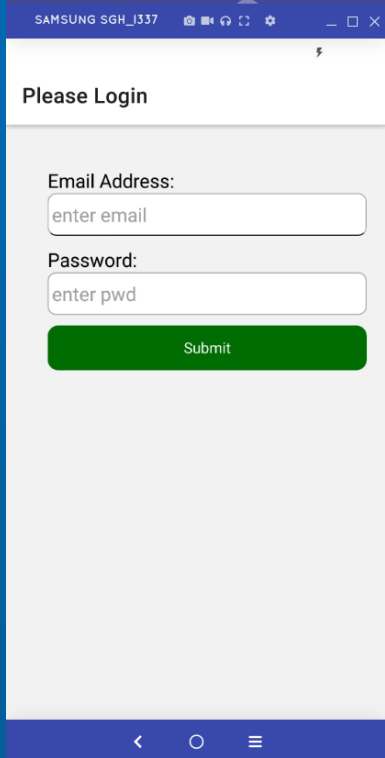 SAMSUNG SGH_I337
Please Login
Email Address:
enter email
Password:
enter pwd
Submit